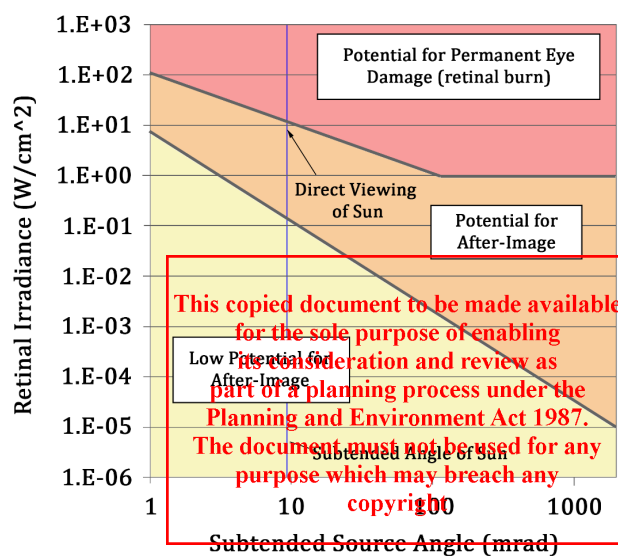 1.E+03
1.E+02
1.E+01
1.E+00
1.E-01
1.E-02
1.E-03
1.E-04
1.E-05
1.E-06
Retinal Irradiance (W/cm^2)
Potential for Permanent Eye
Damage (retinal burn)
Direct Viewing
of Sun
Potential for
After-Image
Low Potential for
After-Image
Subtended Angle of Sun
This copied document to be made available
for the sole purpose of enabling
its consideration and review as
part of a planning process under the
Planning and Environment Act 1987.
The document must not be used for any
purpose which may breach any
copyright
1 10 100 1000
Subtended Source Angle (mrad)